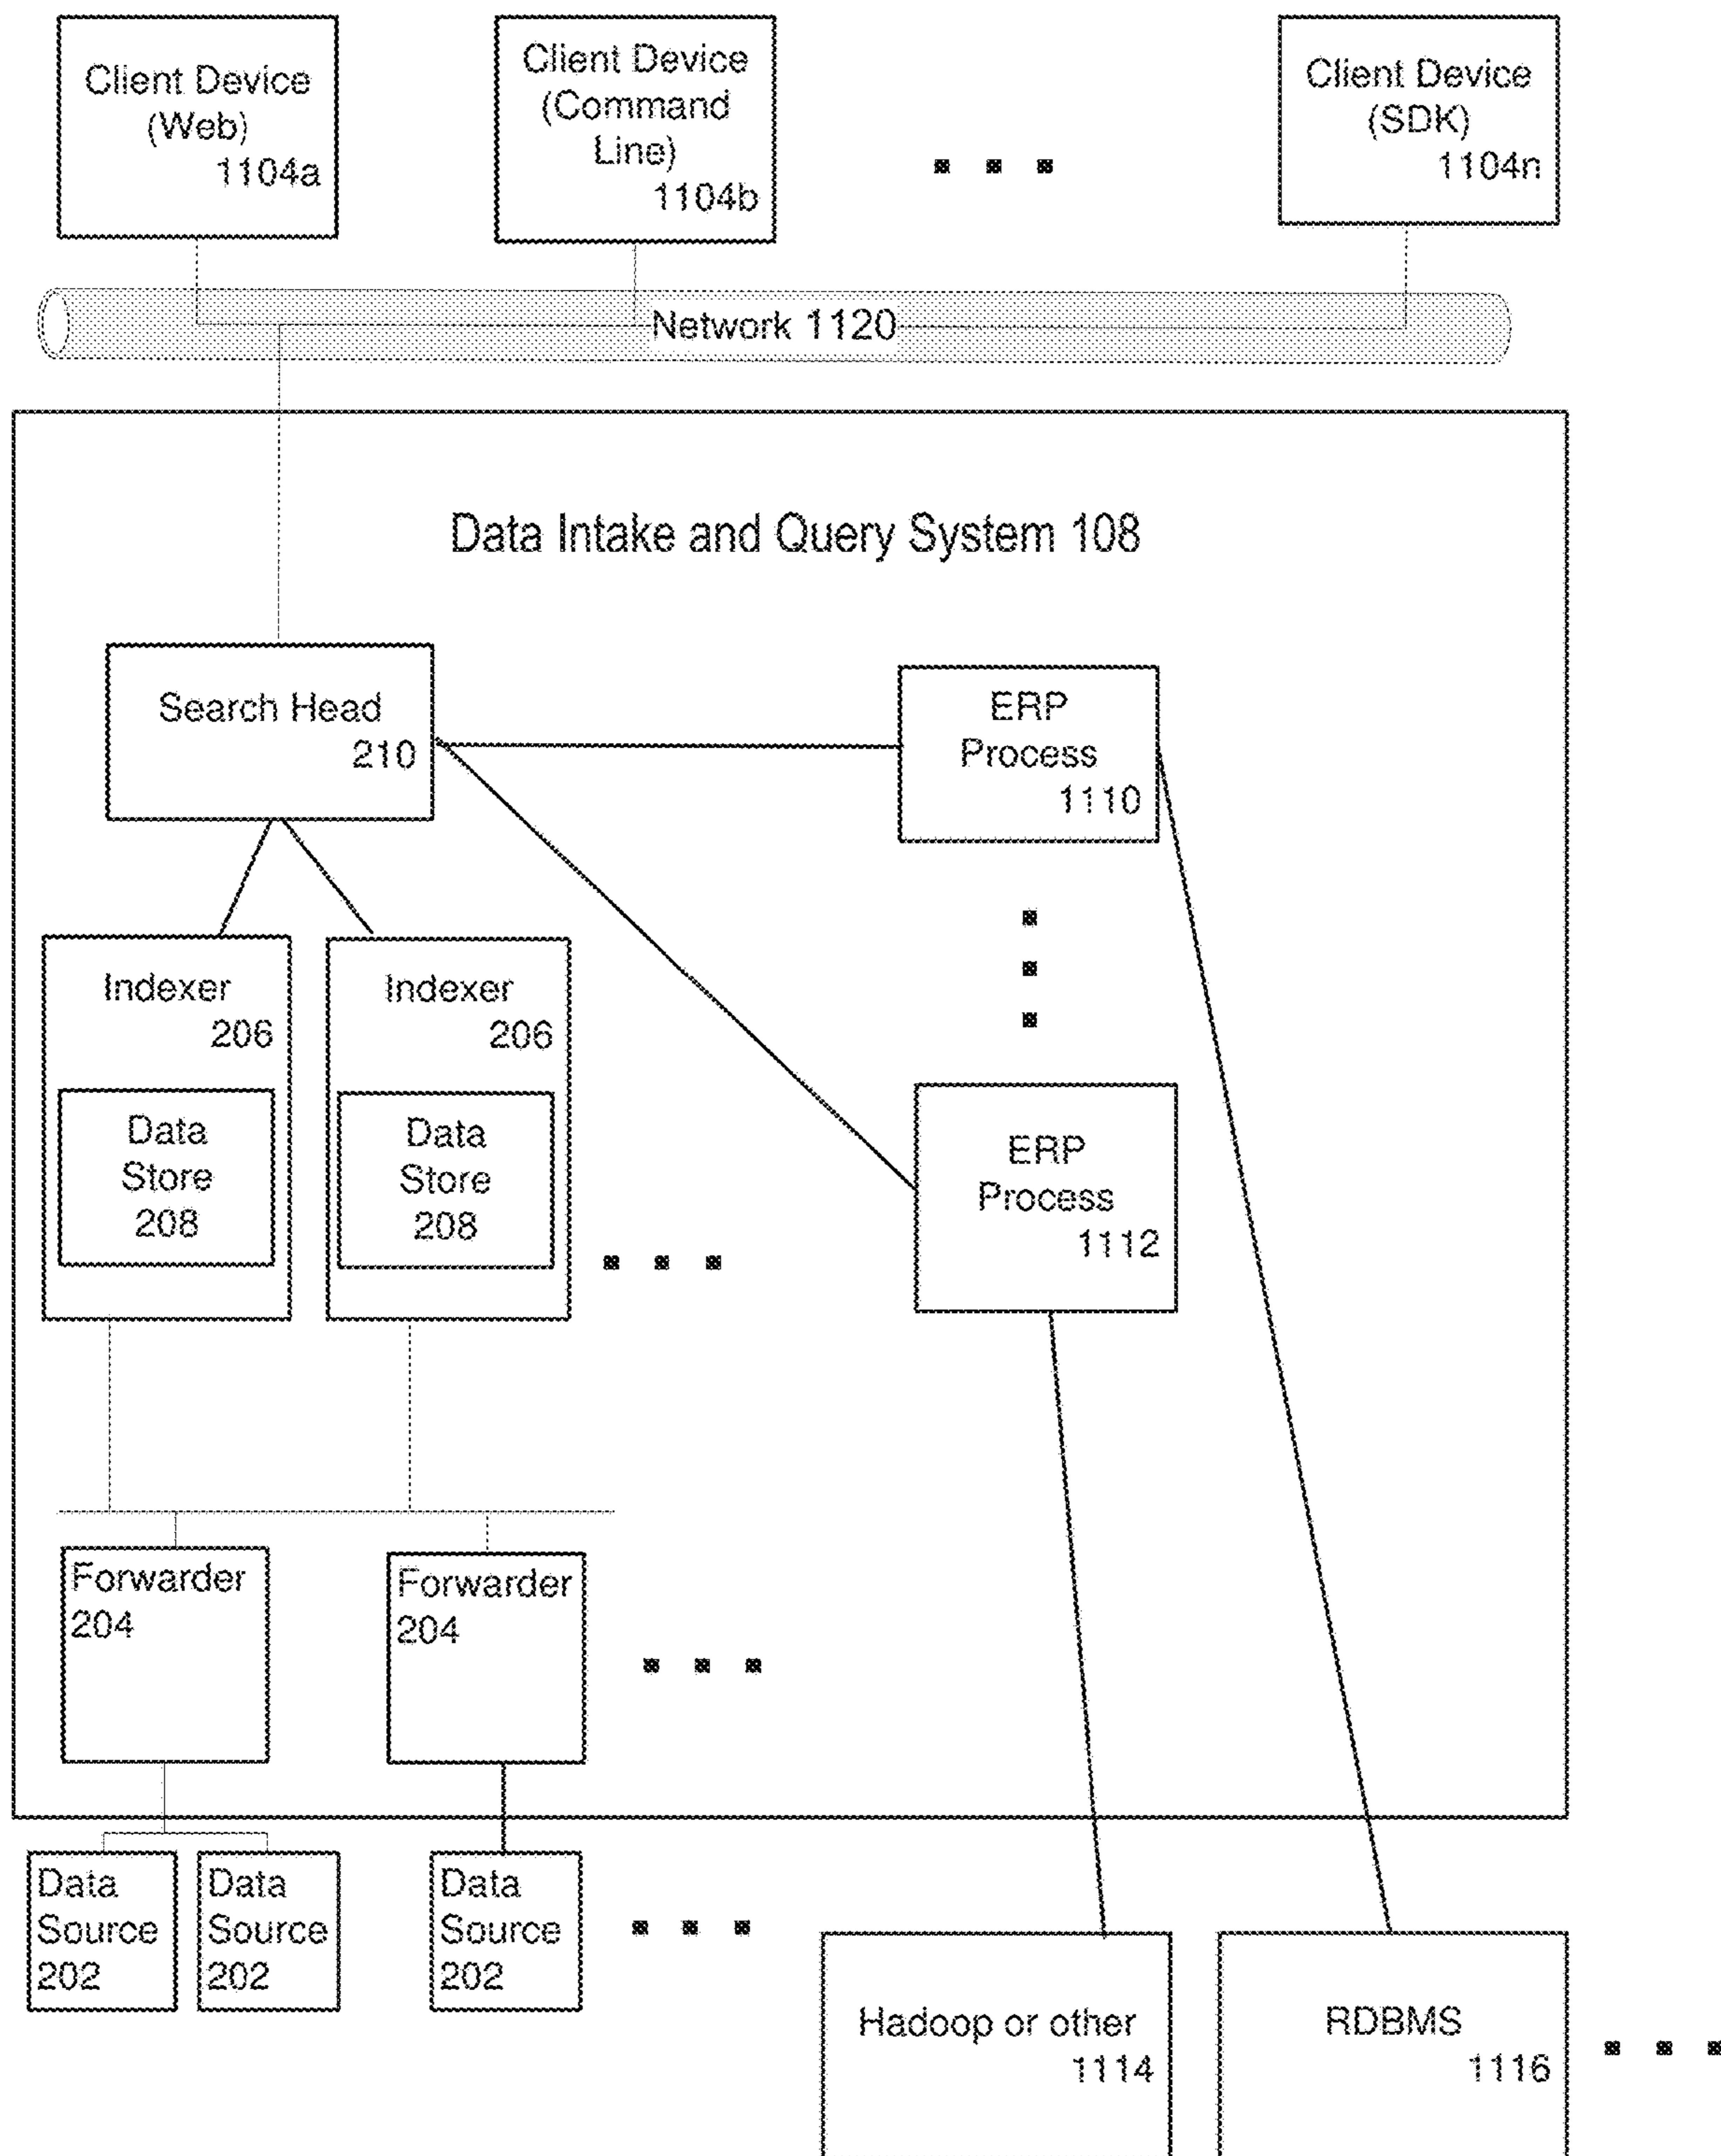 Client Device
(Web)
1104a
Client Device
(Command
Line)
1104b
Client Device
(SDK)
1104n
Network 1120
Data Intake and Query System 108
Search Head
210
ERP
Process
1110
Indexer
206
Data
Store
208
Indexer
206
Data
Store
208
ERP
Process
1112
Forwarder
204
Forwarder
204
Data
Source
202
Data
Source
202
Data
Source
202
Hadoop or other
1114
RDBMS
1116